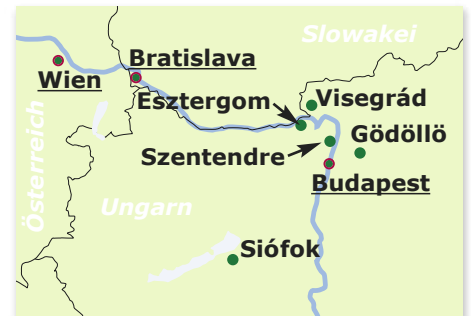 Slowakei
Bratislava
Wien
Esztergom
Visegrád
Szentendre
Gödöllö
Budapest
Österreich
Ungarn
Siófok